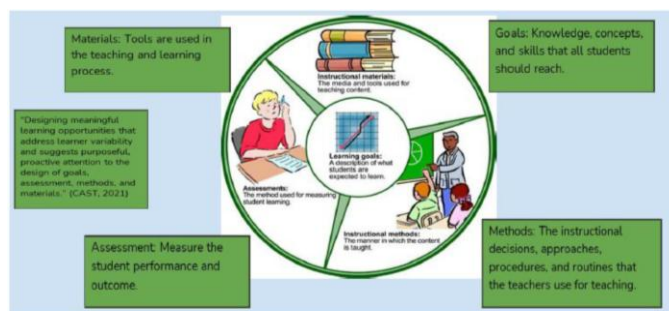 Materials: Tools are used in
the teaching and learning
process.
Goals: Knowledge, concepts,
and skills that all students
should reach.
Instructional materials:
The media and tools used for
teaching content.
"Designing meaningful
learning opportunities that
address learner variability
and suggests purposeful,
proactive attention to the
design of goals,
assessment, methods, and
materials." (CAST, 2021)
Learning goals:
A description of what
students are
expected to learn.
Assessments:
The method used for measuring
student learning.
Instructional methods:
The manner in which the content
is taught.
Assessment: Measure the
student performance and
outcome.
Methods: The instructional
decisions, approaches,
procedures, and routines that
the teachers use for teaching.